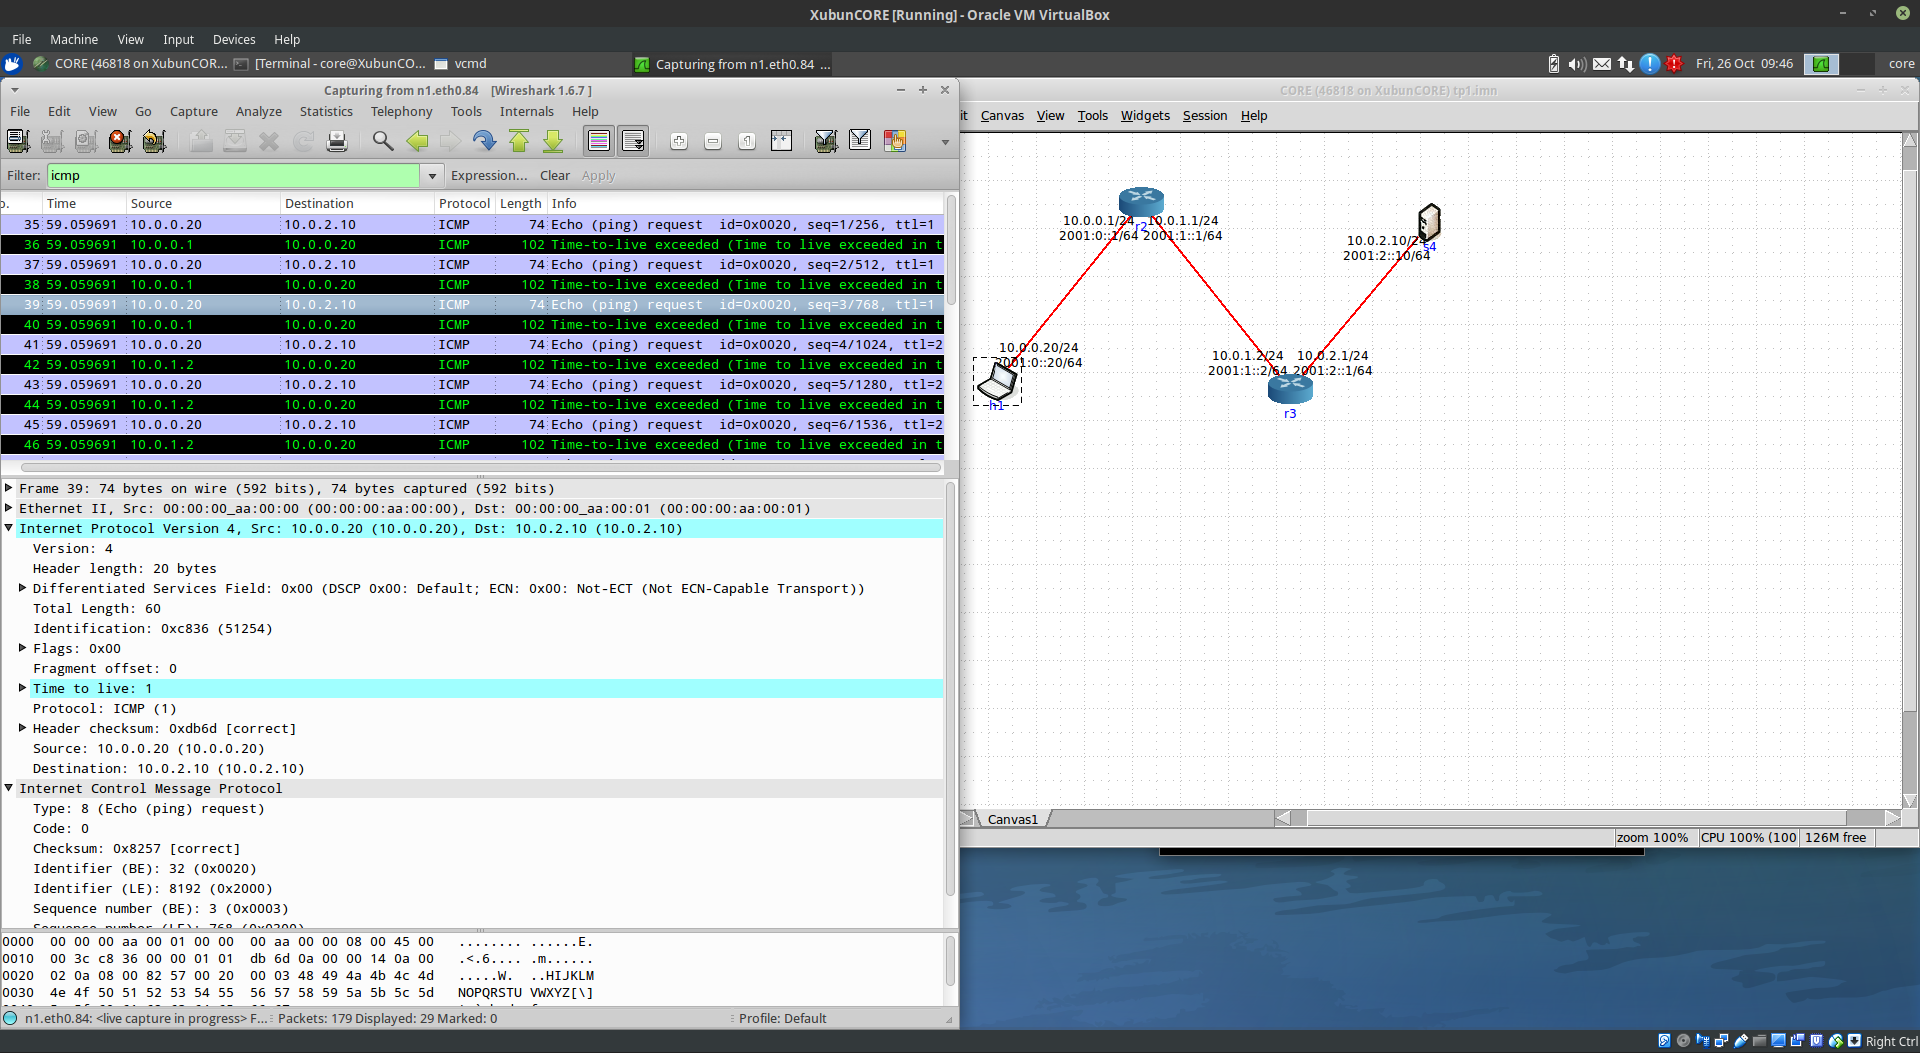 XubunCORE [Running] - Oracle VM VirtualBox
File Machine View Input Devices Help
CORE (46818 on XubunCOR... [Terminal - core@XubunCO... vcmd Capturing from n1.eth0.84 ... Fri, 26 Oct 09:46 core
Capturing from n1.eth0.84 [Wireshark 1.6.7 ]
File Edit View Go Capture Analyze Statistics Telephony Tools Internals Help
Filter: icmp Expression... Clear Apply
o. Time Source Destination Protocol Length Info
35 59.059691 10.0.0.20 10.0.2.10 ICMP 74 Echo (ping) request id=0x0020, seq=1/256, ttl=1
36 59.059691 10.0.0.1 10.0.0.20 ICMP 102 Time-to-live exceeded (Time to live exceeded in t
37 59.059691 10.0.0.20 10.0.2.10 ICMP 74 Echo (ping) request id=0x0020, seq=2/512, ttl=1
38 59.059691 10.0.0.1 10.0.0.20 ICMP 102 Time-to-live exceeded (Time to live exceeded in t
39 59.059691 10.0.0.20 10.0.2.10 ICMP 74 Echo (ping) request id=0x0020, seq=3/768, ttl=1
40 59.059691 10.0.0.1 10.0.0.20 ICMP 102 Time-to-live exceeded (Time to live exceeded in t
41 59.059691 10.0.0.20 10.0.2.10 ICMP 74 Echo (ping) request id=0x0020, seq=4/1024, ttl=2
42 59.059691 10.0.1.2 10.0.0.20 ICMP 102 Time-to-live exceeded (Time to live exceeded in t
43 59.059691 10.0.0.20 10.0.2.10 ICMP 74 Echo (ping) request id=0x0020, seq=5/1280, ttl=2
44 59.059691 10.0.1.2 10.0.0.20 ICMP 102 Time-to-live exceeded (Time to live exceeded in t
45 59.059691 10.0.0.20 10.0.2.10 ICMP 74 Echo (ping) request id=0x0020, seq=6/1536, ttl=2
46 59.059691 10.0.1.2 10.0.0.20 ICMP 102 Time-to-live exceeded (Time to live exceeded in t
Frame 39: 74 bytes on wire (592 bits), 74 bytes captured (592 bits)
Ethernet II, Src: 00:00:00_aa:00:00 (00:00:00:aa:00:00), Dst: 00:00:00_aa:00:01 (00:00:00:aa:00:01)
Internet Protocol Version 4, Src: 10.0.0.20 (10.0.0.20), Dst: 10.0.2.10 (10.0.2.10)
Version: 4
Header length: 20 bytes
Differentiated Services Field: 0x00 (DSCP 0x00: Default; ECN: 0x00: Not-ECT (Not ECN-Capable Transport))
Total Length: 60
Identification: 0xc836 (51254)
Flags: 0x00
Fragment offset: 0
Time to live: 1
Protocol: ICMP (1)
Header checksum: 0xdb6d [correct]
Source: 10.0.0.20 (10.0.0.20)
Destination: 10.0.2.10 (10.0.2.10)
Internet Control Message Protocol
Type: 8 (Echo (ping) request)
Code: 0
Checksum: 0x8257 [correct]
Identifier (BE): 32 (0x0020)
Identifier (LE): 8192 (0x2000)
Sequence number (BE): 3 (0x0003)
Sequence number (LE): 768 (0x0300)
0000 00 00 00 aa 00 01 00 00 00 aa 00 00 08 00 45 00 ........ ......E.
0010 00 3c c8 36 00 00 01 01 db 6d 0a 00 00 14 0a 00 .<.6.... .m......
0020 02 0a 08 00 82 57 00 20 00 03 48 49 4a 4b 4c 4d .....W. ..HIJKLM
0030 4e 4f 50 51 52 53 54 55 56 57 58 59 5a 5b 5c 5d NOPQRSTU VWXYZ[\]
n1.eth0.84: <live capture in progress> F... Packets: 179 Displayed: 29 Marked: 0 Profile: Default
CORE (46818 on XubunCORE) tp1.imn
it Canvas View Tools Widgets Session Help
10.0.0.1/24 10.0.1.1/24
2001:0::1/64 2001:1::1/64
r2
10.0.2.10/24
2001:2::10/64
s4
10.0.0.20/24
2001:0::20/64
h1
10.0.1.2/24 10.0.2.1/24
2001:1::2/64 2001:2::1/64
r3
Canvas1
zoom 100% CPU 100% (100 126M free
Right Ctrl